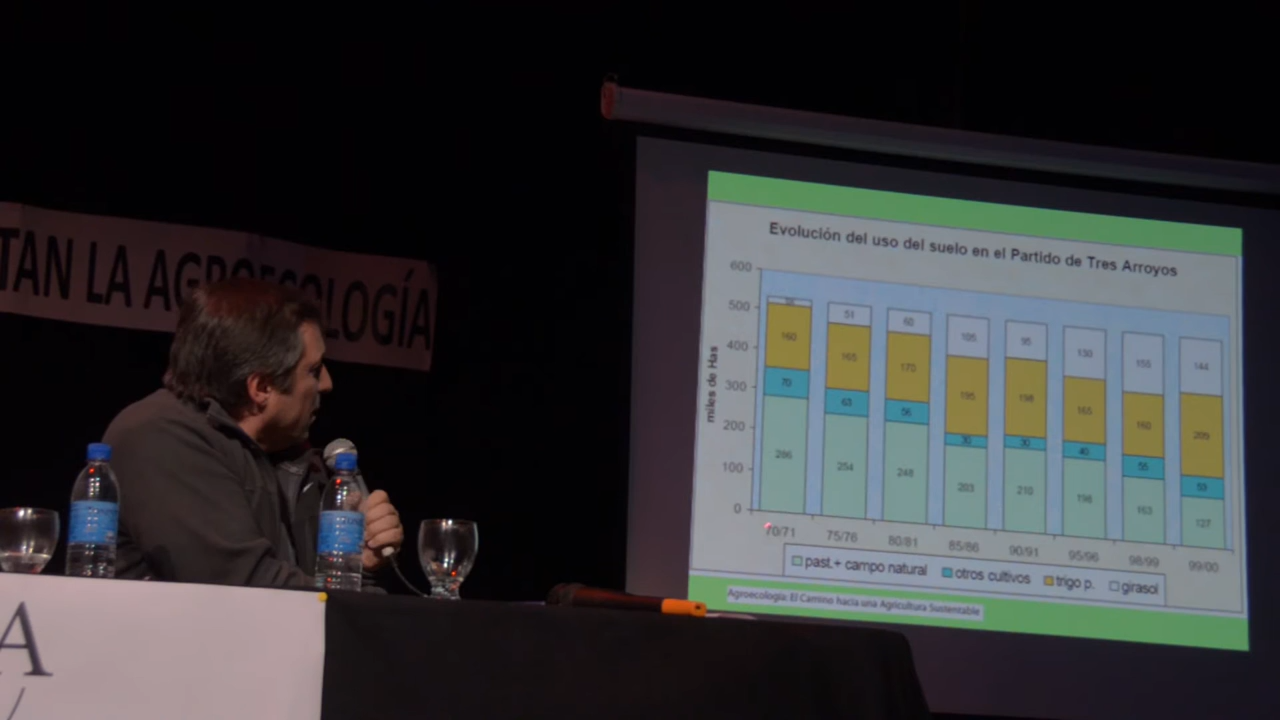 TAN LA AGROECOLOGÍA
A
Evolución del uso del suelo en el Partido de Tres Arroyos
miles de Has
600
500
400
300
200
100
0
51 60 105 95 130 155 144
160 165 170 195 198 165 160 209
70 63 56 30 30 40 55 53
286 254 248 203 210 198 163 127
70/71 75/76 80/81 85/86 90/91 95/96 98/99 99/00
past.+ campo natural otros cultivos trigo p. girasol
Agroecología: El Camino hacia una Agricultura Sustentable